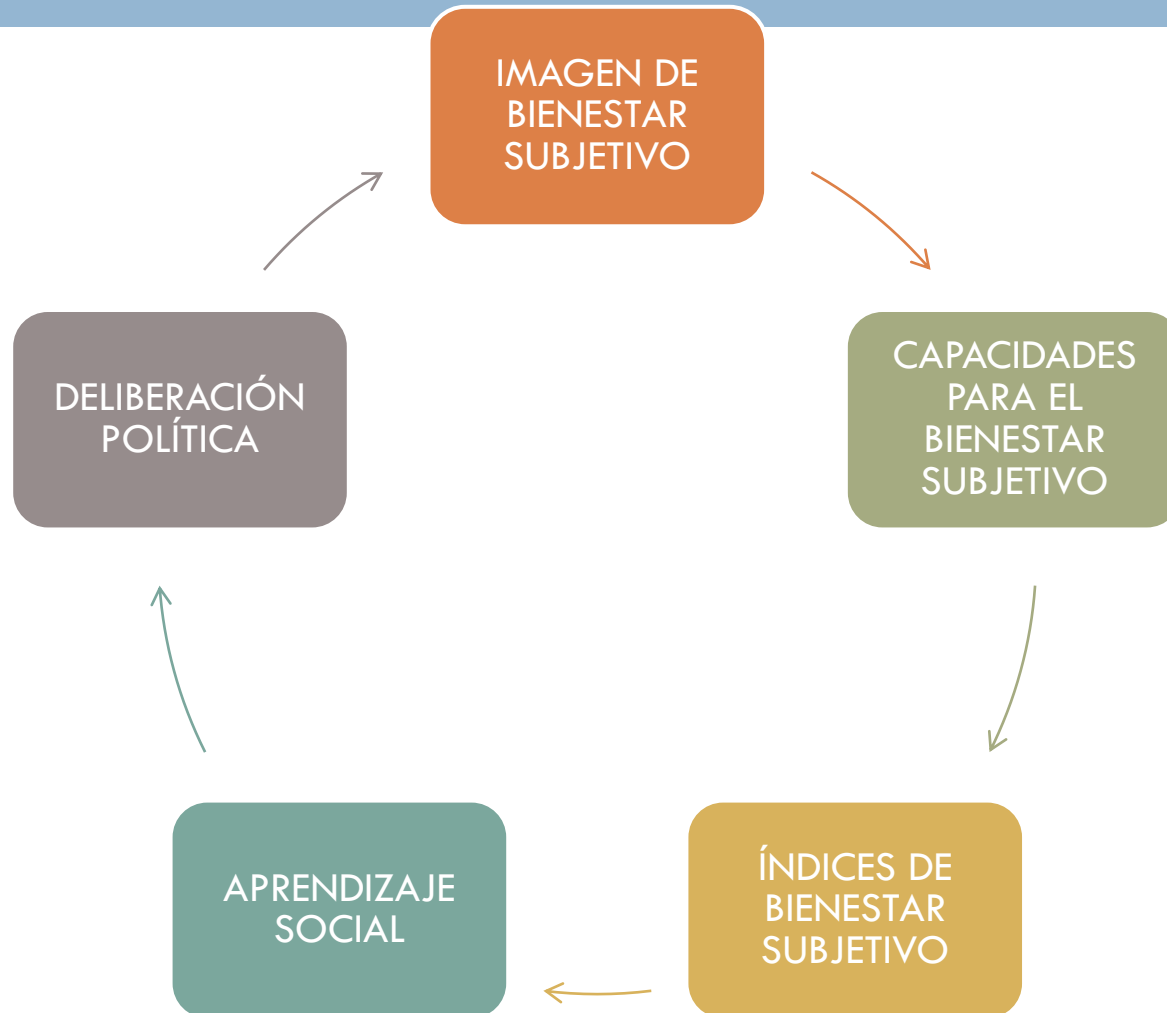 IMAGEN DE
BIENESTAR
SUBJETIVO
CAPACIDADES
PARA EL
BIENESTAR
SUBJETIVO
ÍNDICES DE
BIENESTAR
SUBJETIVO
APRENDIZAJE
SOCIAL
DELIBERACIÓN
POLÍTICA